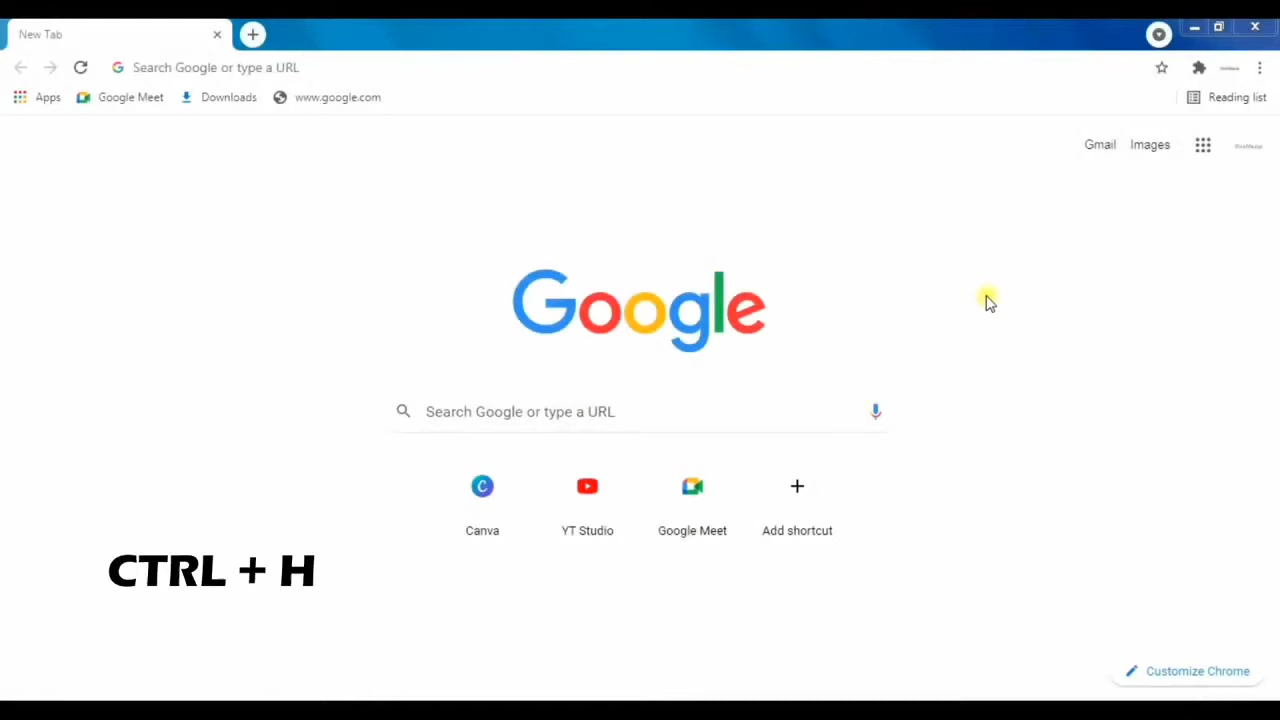 New Tab
Search Google or type a URL
Apps Google Meet Downloads www.google.com Reading list
Gmail Images
Google
Search Google or type a URL
Canva YT Studio Google Meet Add shortcut
CTRL + H
Customize Chrome